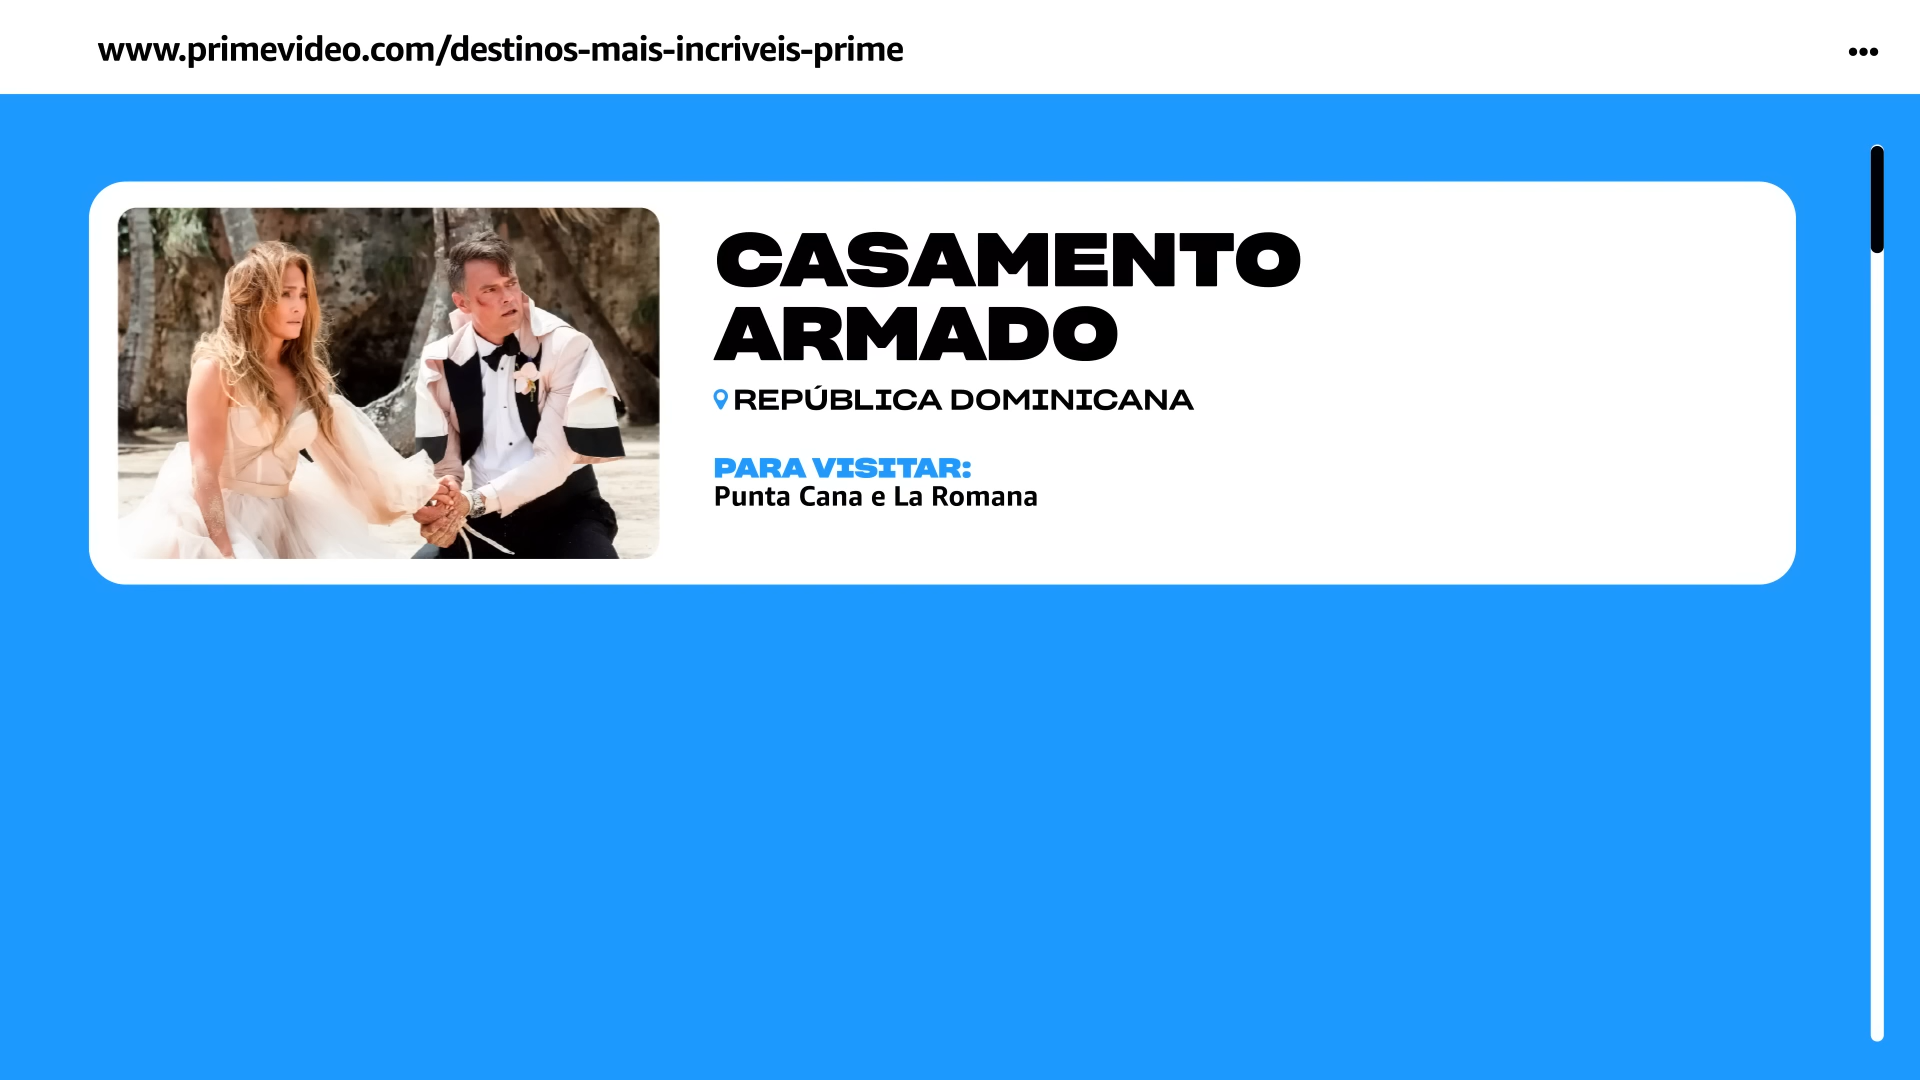 www.primevideo.com/destinos-mais-incriveis-prime
CASAMENTO
ARMADO
REPÚBLICA DOMINICANA
PARA VISITAR:
Punta Cana e La Romana